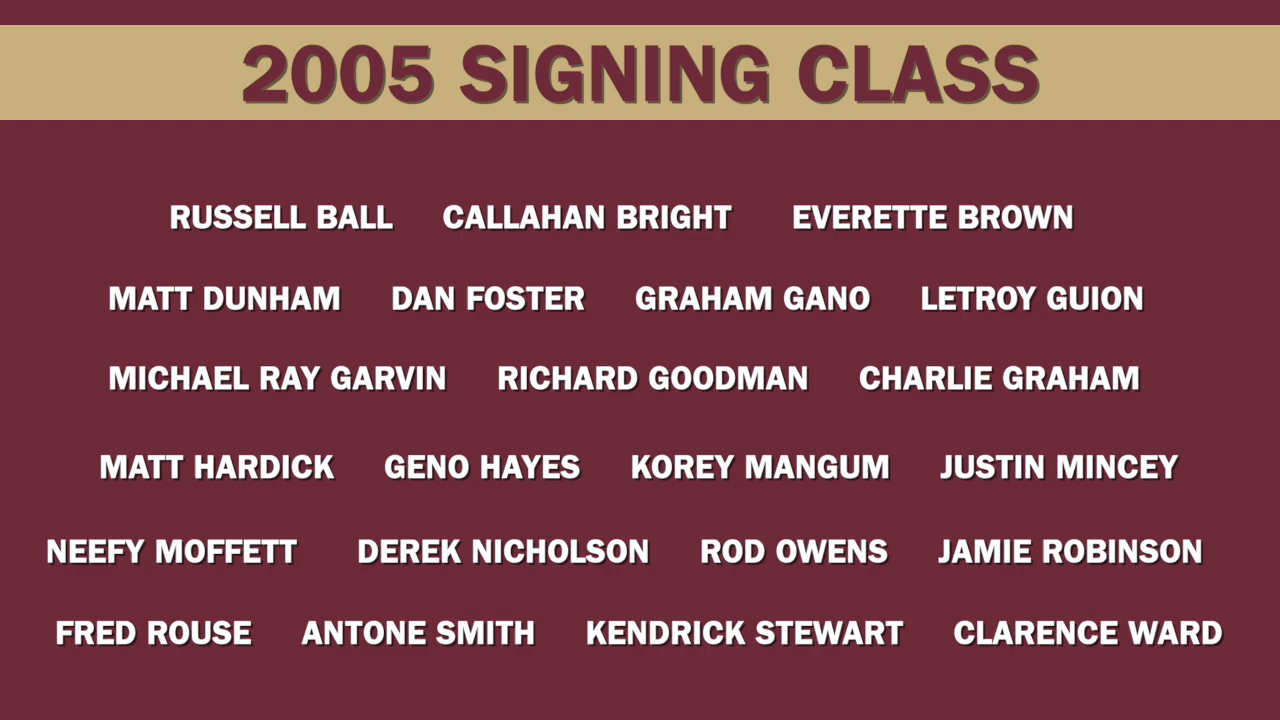 2005 SIGNING CLASS
RUSSELL BALL CALLAHAN BRIGHT EVERETTE BROWN
MATT DUNHAM DAN FOSTER GRAHAM GANO LETROY GUION
MICHAEL RAY GARVIN RICHARD GOODMAN CHARLIE GRAHAM
MATT HARDICK GENO HAYES KOREY MANGUM JUSTIN MINCEY
NEEFY MOFFETT DEREK NICHOLSON ROD OWENS JAMIE ROBINSON
FRED ROUSE ANTONE SMITH KENDRICK STEWART CLARENCE WARD